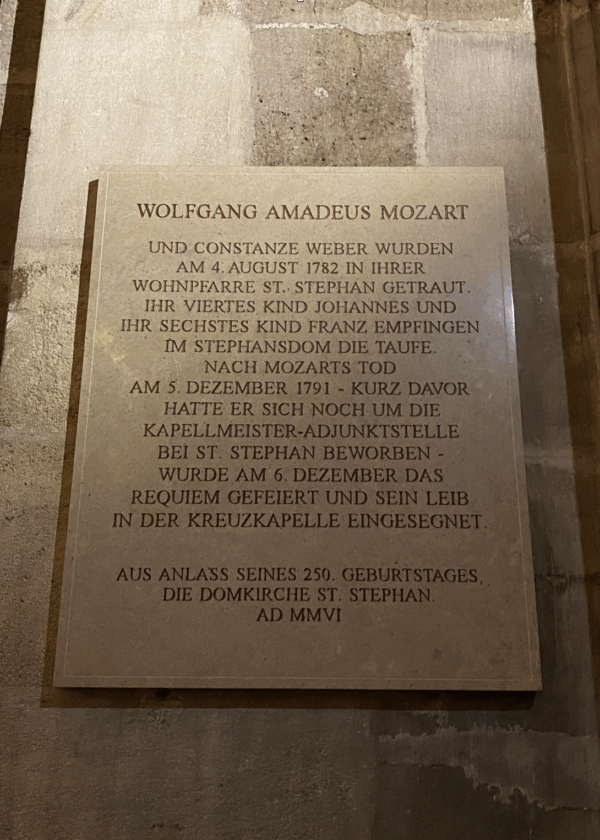 WOLFGANG AMADEUS MOZART
UND CONSTANZE WEBER WURDEN
AM 4. AUGUST 1782 IN IHRER
WOHNPFARRE ST. STEPHAN GETRAUT.
IHR VIERTES KIND JOHANNES UND
IHR SECHSTES KIND FRANZ EMPFINGEN
IM STEPHANSDOM DIE TAUFE.
NACH MOZARTS TOD
AM 5. DEZEMBER 1791 - KURZ DAVOR
HATTE ER SICH NOCH UM DIE
KAPELLMEISTER-ADJUNKTSTELLE
BEI ST. STEPHAN BEWORBEN -
WURDE AM 6. DEZEMBER DAS
REQUIEM GEFEIERT UND SEIN LEIB
IN DER KREUZKAPELLE EINGESEGNET.
AUS ANLASS SEINES 250. GEBURTSTAGES,
DIE DOMKIRCHE ST. STEPHAN.
AD MMVI